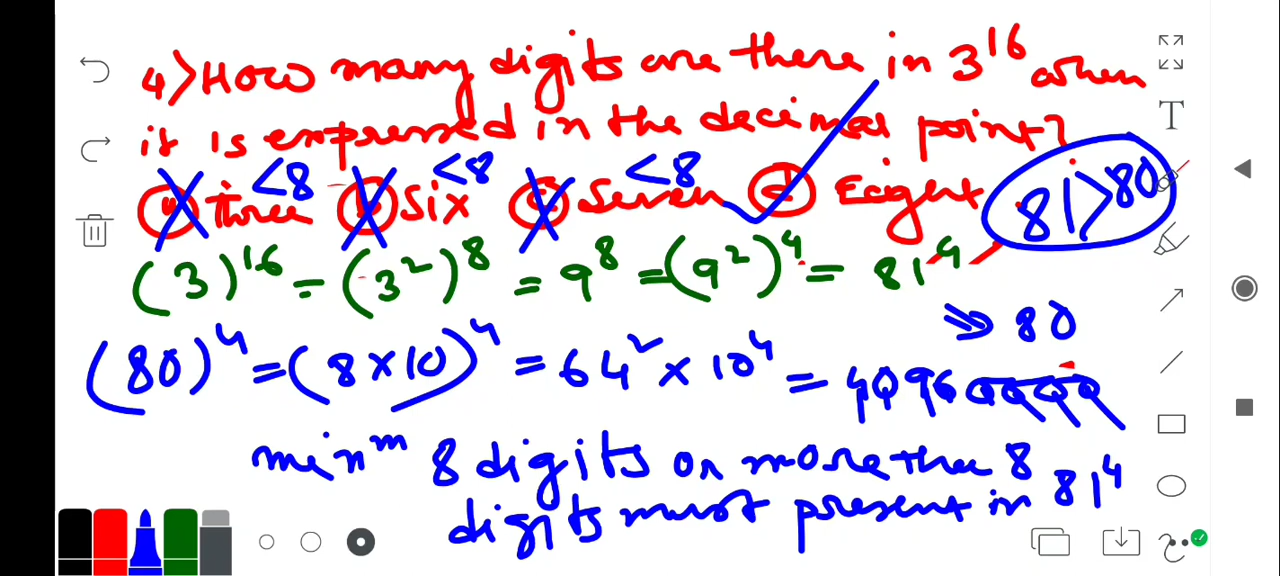 4) How many digits are there in 3^16 when
it is expressed in the decimal point?
(a) three <8 (b) Six <8 (c) Seven <8 (d) Eeight 81>80
(3)^16 = (3^2)^8 = 9^8 = (9^2)^4 = 81^4
⇒ 80
(80)^4 = (8×10)^4 = 64^2 × 10^4 = 40960000
min^m 8 digits or more than 8
digits must present in 81^4
T